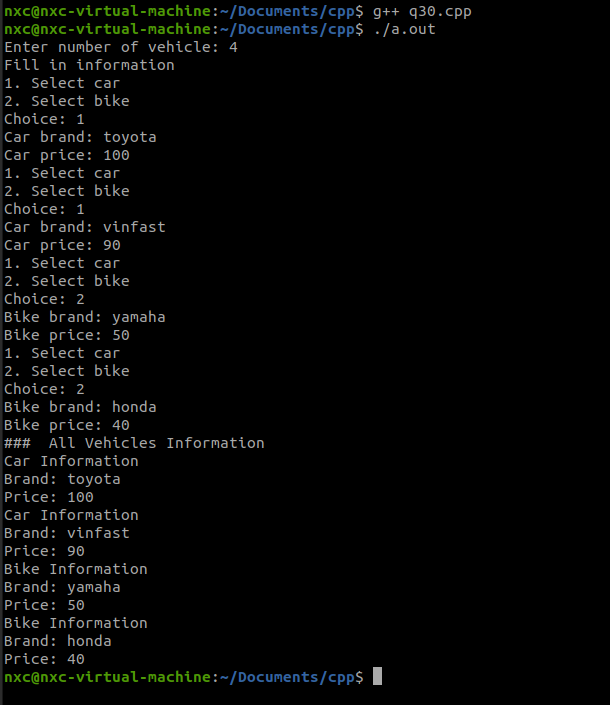 nxc@nxc-virtual-machine:~/Documents/cpp$ g++ q30.cpp
nxc@nxc-virtual-machine:~/Documents/cpp$ ./a.out
Enter number of vehicle: 4
Fill in information
1. Select car
2. Select bike
Choice: 1
Car brand: toyota
Car price: 100
1. Select car
2. Select bike
Choice: 1
Car brand: vinfast
Car price: 90
1. Select car
2. Select bike
Choice: 2
Bike brand: yamaha
Bike price: 50
1. Select car
2. Select bike
Choice: 2
Bike brand: honda
Bike price: 40
###  All Vehicles Information
Car Information
Brand: toyota
Price: 100
Car Information
Brand: vinfast
Price: 90
Bike Information
Brand: yamaha
Price: 50
Bike Information
Brand: honda
Price: 40
nxc@nxc-virtual-machine:~/Documents/cpp$